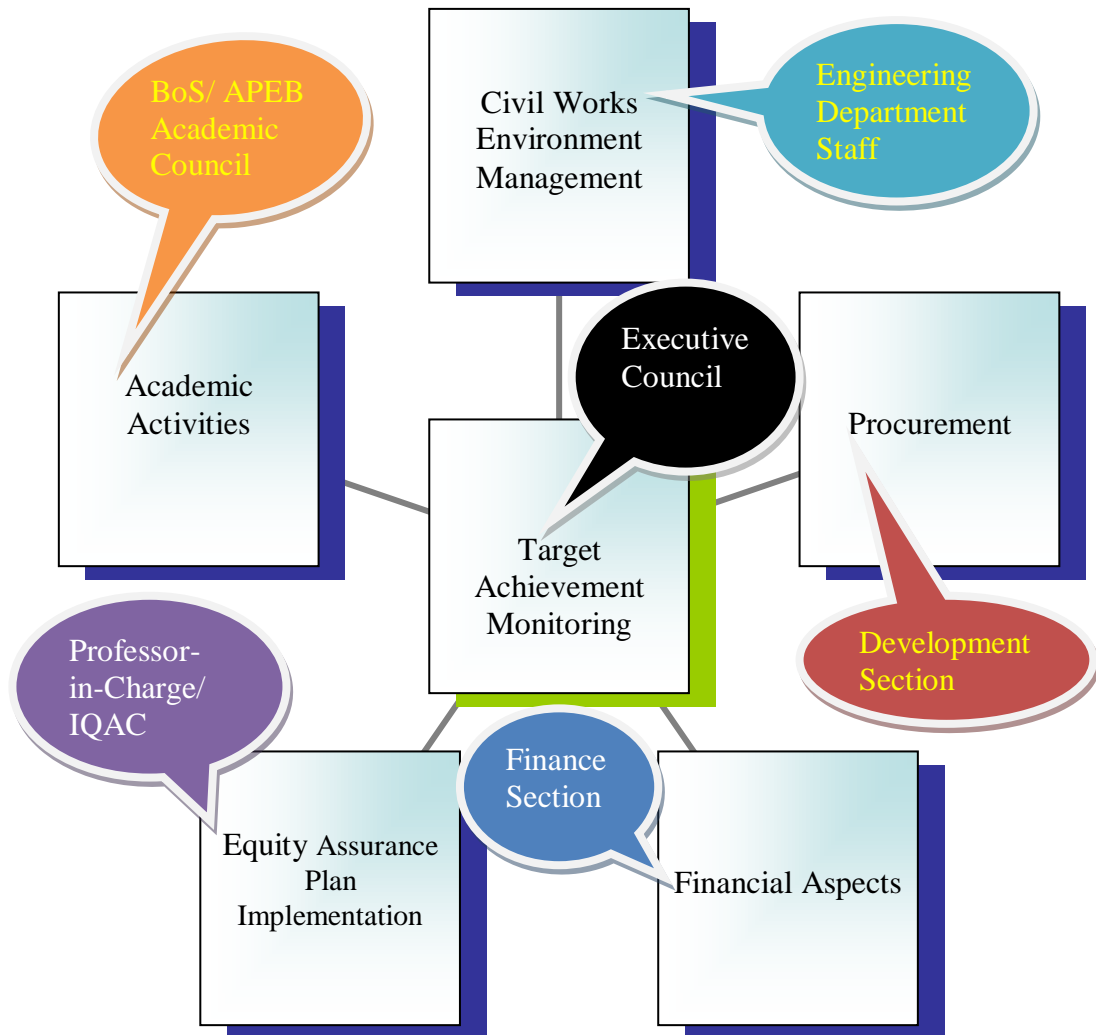 BoS/ APEB
Academic
Council
Civil Works
Environment
Management
Engineering
Department
Staff
Executive
Council
Academic
Activities
Procurement
Target
Achievement
Monitoring
Professor-
in-Charge/
IQAC
Development
Section
Finance
Section
Equity Assurance
Plan
Implementation
Financial Aspects